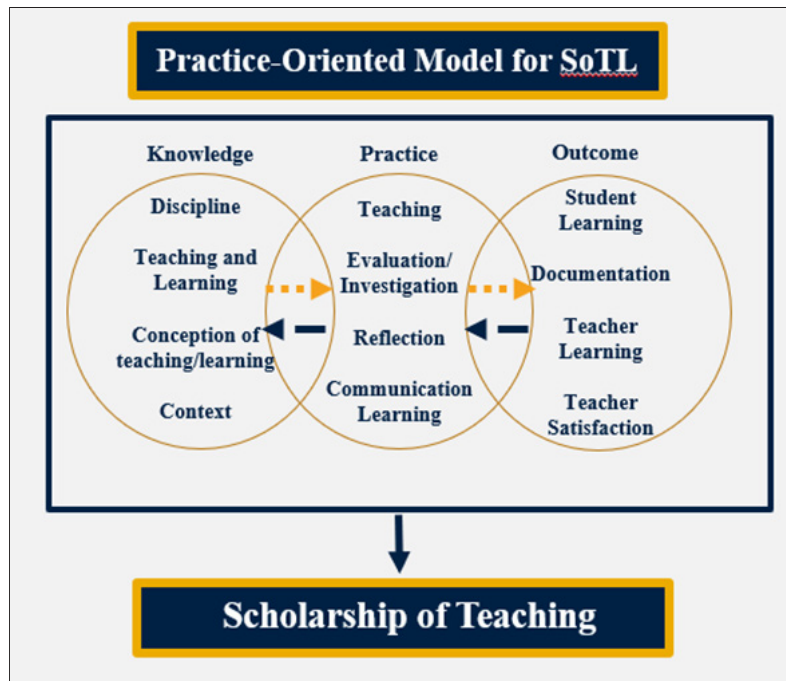 Practice-Oriented Model for SoTL
Knowledge
Discipline
Teaching and
Learning
Conception of
teaching/learning
Context
Practice
Teaching
Evaluation/
Investigation
Reflection
Communication
Learning
Outcome
Student
Learning
Documentation
Teacher
Learning
Teacher
Satisfaction
Scholarship of Teaching